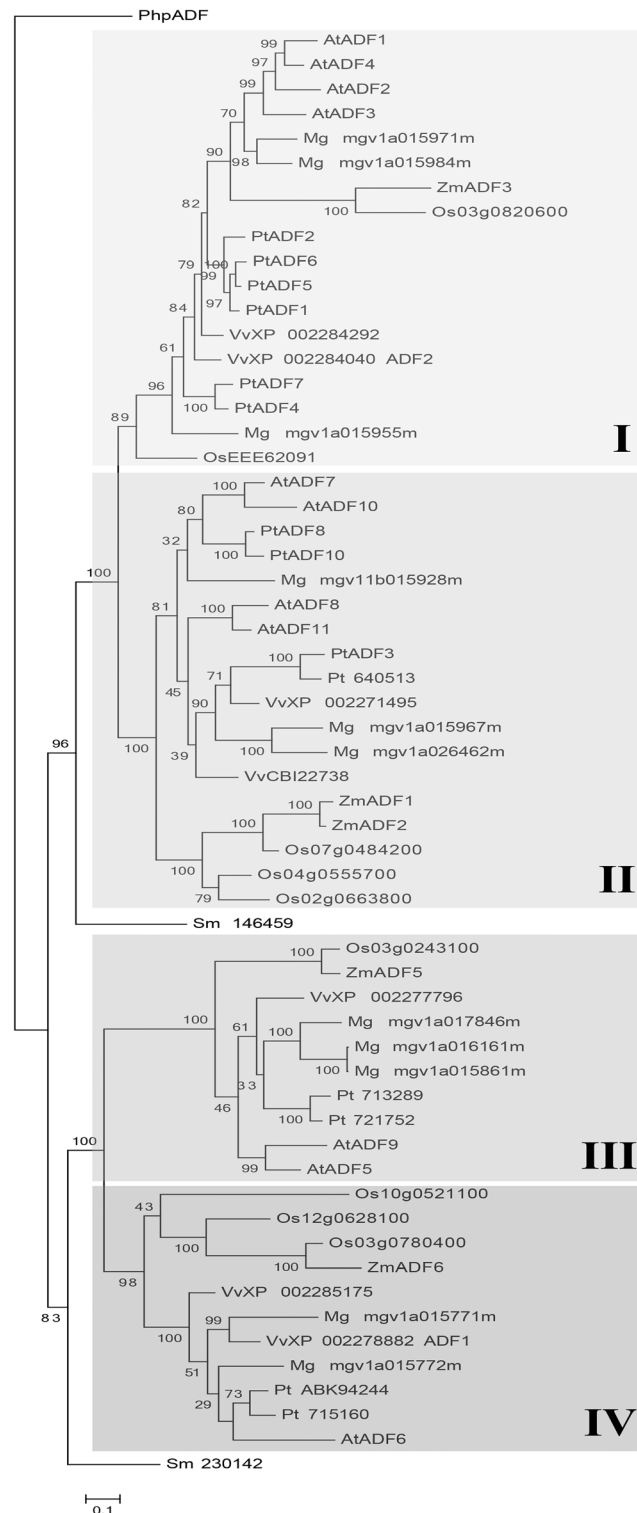 PhpADF
AtADF1
99
AtADF4
97
AtADF2
99
AtADF3
70
Mg mgv1a015971m
90
98
Mg mgv1a015984m
ZmADF3
82
100
Os03g0820600
PtADF2
79
100
PtADF6
99
PtADF5
97
PtADF1
84
VvXP 002284292
61
VvXP 002284040 ADF2
96
PtADF7
100
PtADF4
89
Mg mgv1a015955m
I
OsEEE62091
AtADF7
100
AtADF10
80
PtADF8
32
100
PtADF10
100
Mg mgv11b015928m
81
AtADF8
100
AtADF11
PtADF3
100
71
Pt 640513
45
90
VvXP 002271495
Mg mgv1a015967m
96
100
39
Mg mgv1a026462m
100
VvCBI22738
ZmADF1
100
ZmADF2
100
Os07g0484200
100
Os04g0555700
II
79
Os02g0663800
Sm 146459
Os03g0243100
100
ZmADF5
VvXP 002277796
100
61
Mg mgv1a017846m
100
Mg mgv1a016161m
33
100
Mg mgv1a015861m
Pt 713289
46
100
Pt 721752
100
AtADF9
III
99
AtADF5
Os10g0521100
43
Os12g0628100
100
Os03g0780400
100
ZmADF6
98
VvXP 002285175
83
99
Mg mgv1a015771m
100
VvXP 002278882 ADF1
51
Mg mgv1a015772m
73
Pt ABK94244
29
Pt 715160
IV
AtADF6
Sm 230142
0.1